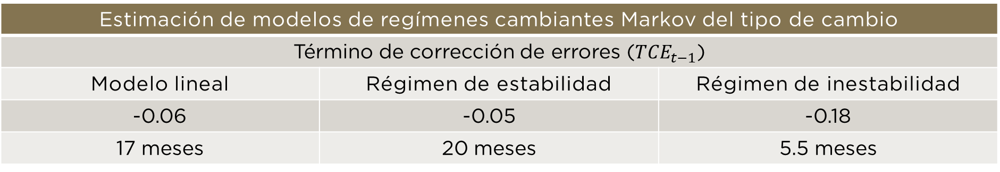 Estimación de modelos de regímenes cambiantes Markov del tipo de cambio
Término de corrección de errores (𝑇𝐶𝐸ₜ₋₁)
Modelo lineal Régimen de estabilidad Régimen de inestabilidad
-0.06 -0.05 -0.18
17 meses 20 meses 5.5 meses